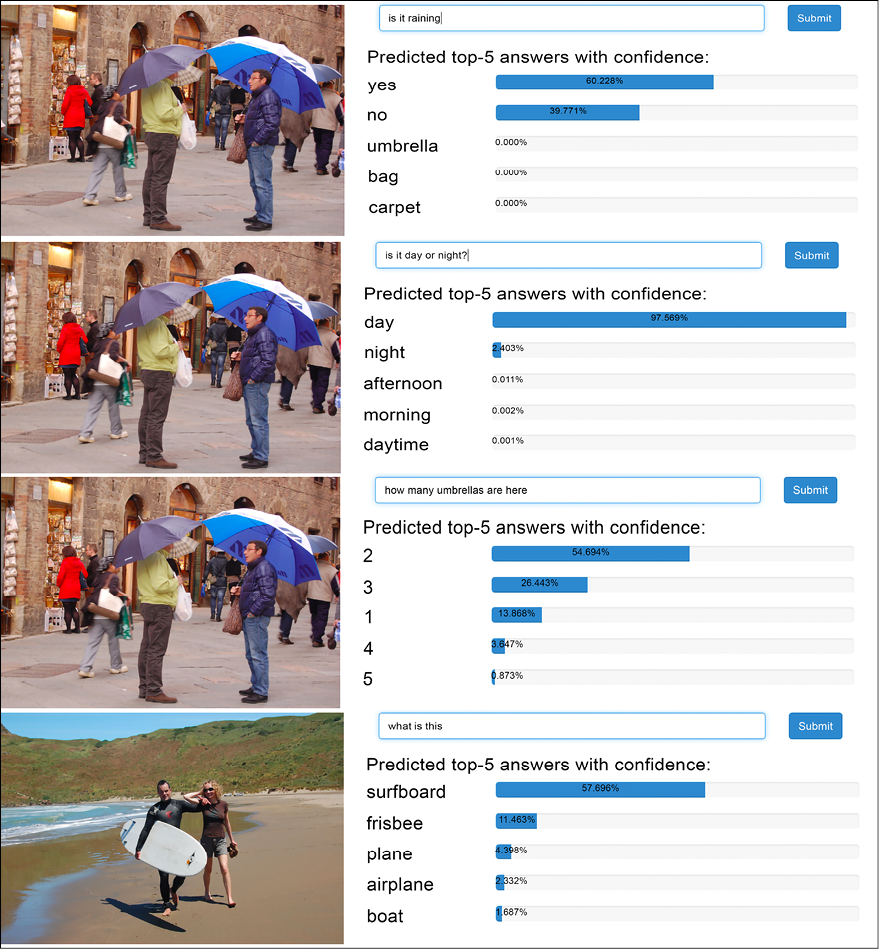 is it raining
Submit
Predicted top-5 answers with confidence:
yes 60.228%
no 39.771%
umbrella 0.000%
bag 0.000%
carpet 0.000%
is it day or night?
Submit
Predicted top-5 answers with confidence:
day 97.569%
night 2.403%
afternoon 0.011%
morning 0.002%
daytime 0.001%
how many umbrellas are here
Submit
Predicted top-5 answers with confidence:
2 54.694%
3 26.443%
1 13.868%
4 3.647%
5 0.873%
what is this
Submit
Predicted top-5 answers with confidence:
surfboard 57.696%
frisbee 11.463%
plane 4.398%
airplane 2.332%
boat 1.687%